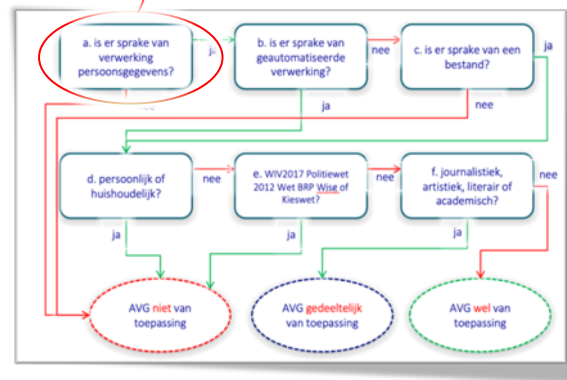 a. is er sprake van
verwerking
persoonsgegevens?
b. is er sprake van
geautomatiseerde
verwerking?
nee
c. is er sprake van een
bestand?
ja
ja
nee
d. persoonlijk of
huishoudelijk?
nee
e. WIV2017 Politiewet
2012 Wet BRP Wjsg of
Kieswet?
nee
f. journalistiek,
artistiek, literair of
academisch?
nee
ja
ja
ja
AVG niet van
toepassing
AVG gedeeltelijk
van toepassing
AVG wel van
toepassing